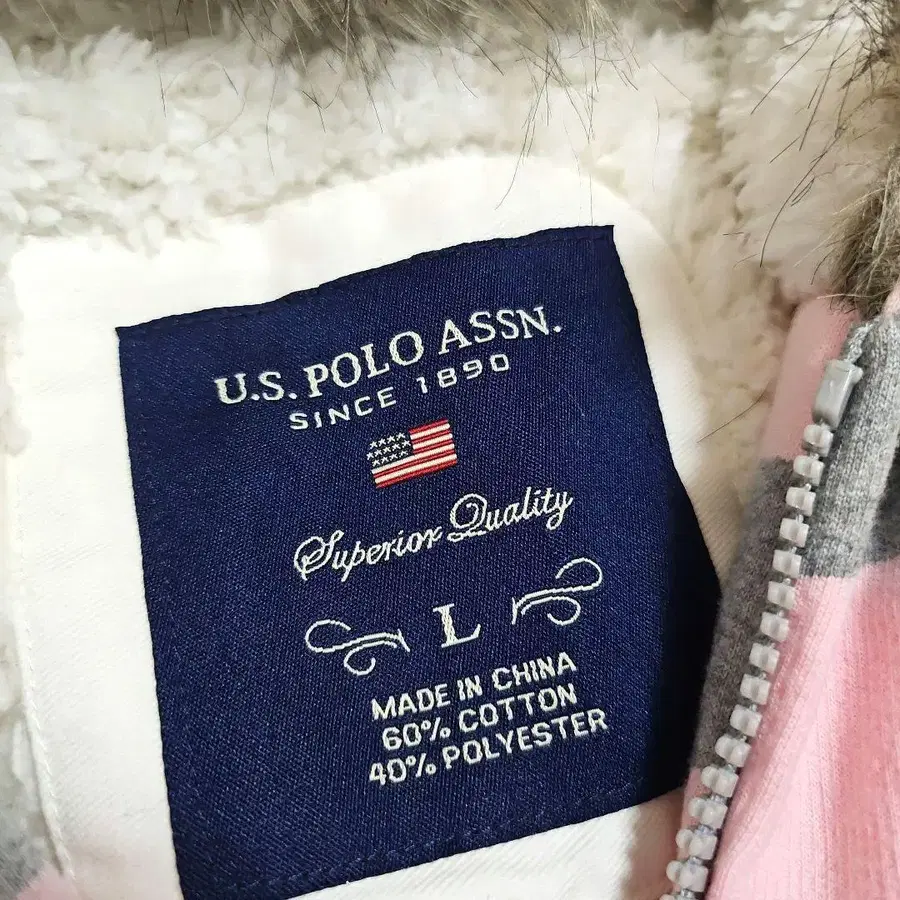 U.S. POLO ASSN.
SINCE 1890
Superior Quality
L
MADE IN CHINA
60% COTTON
40% POLYESTER